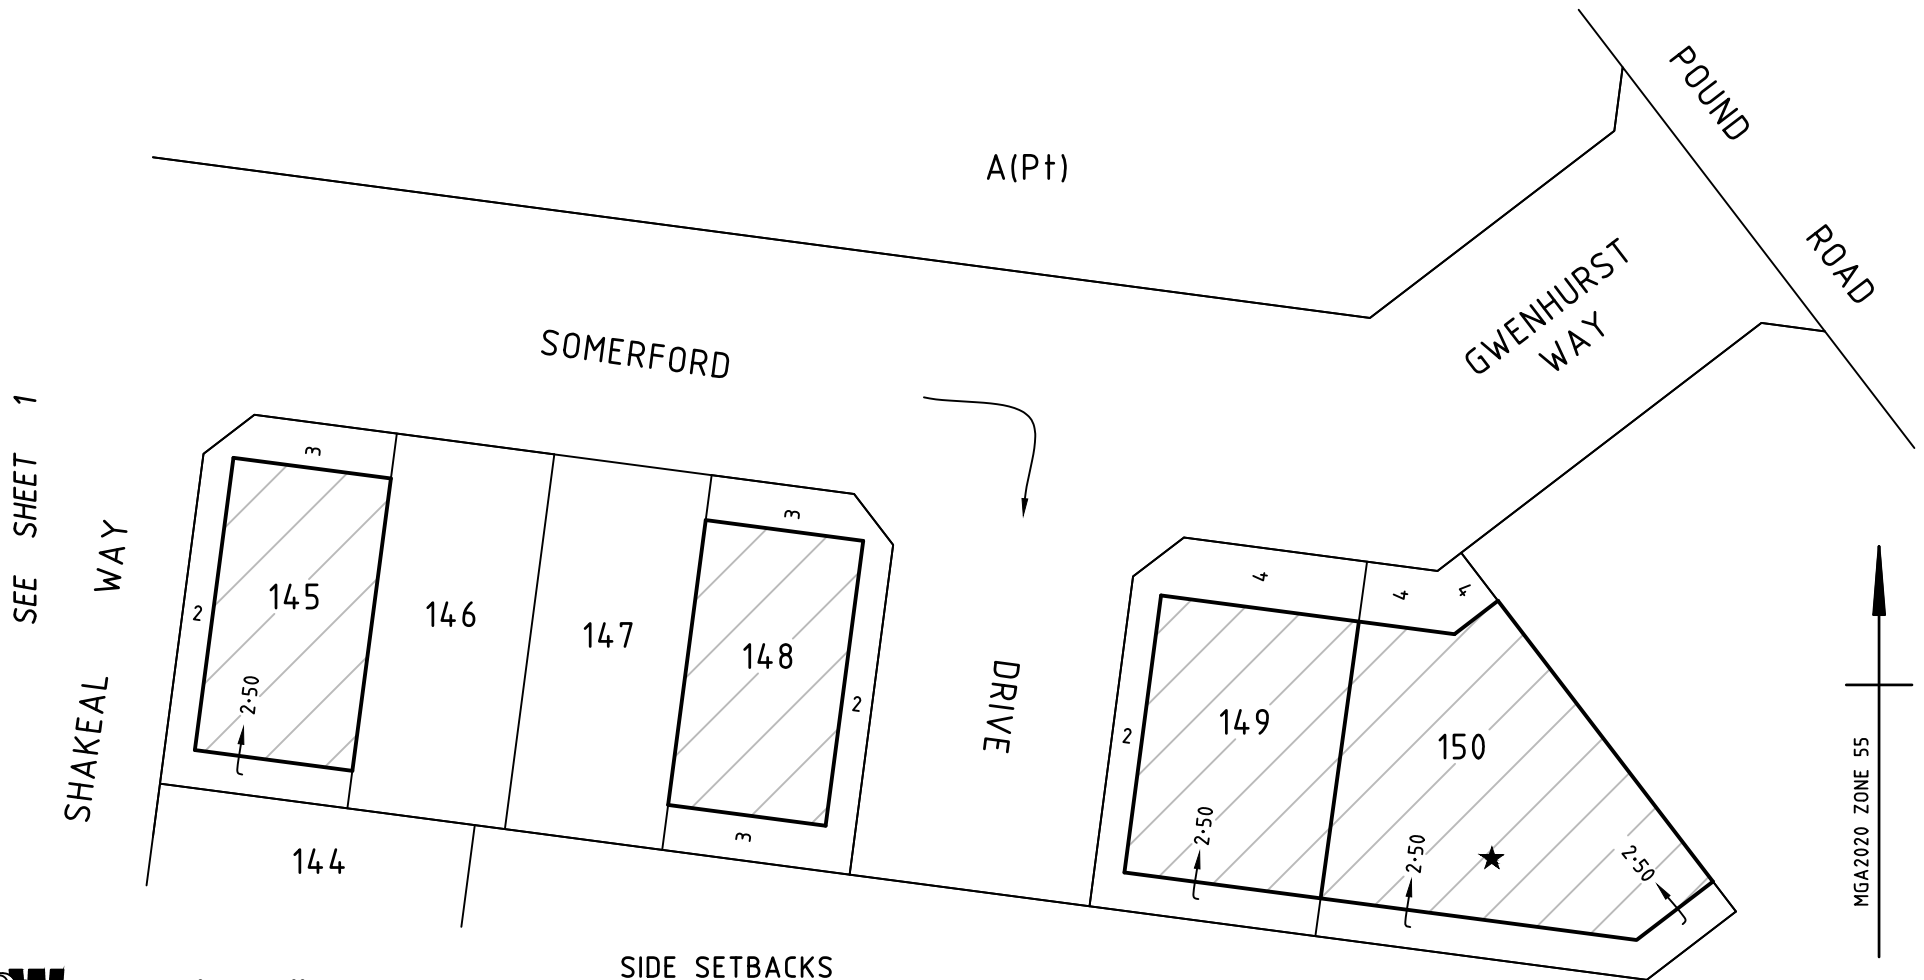 POUND
ROAD
A(Pt)
GWENHURST
WAY
SOMERFORD
DRIVE
SEE SHEET 1
SHAKEAL WAY
3
145
2
2·50
146
147
3
148
2
3
144
4
4
4
149
2
2·50
150
2·50
2·50
MGA2020 ZONE 55
SIDE SETBACKS